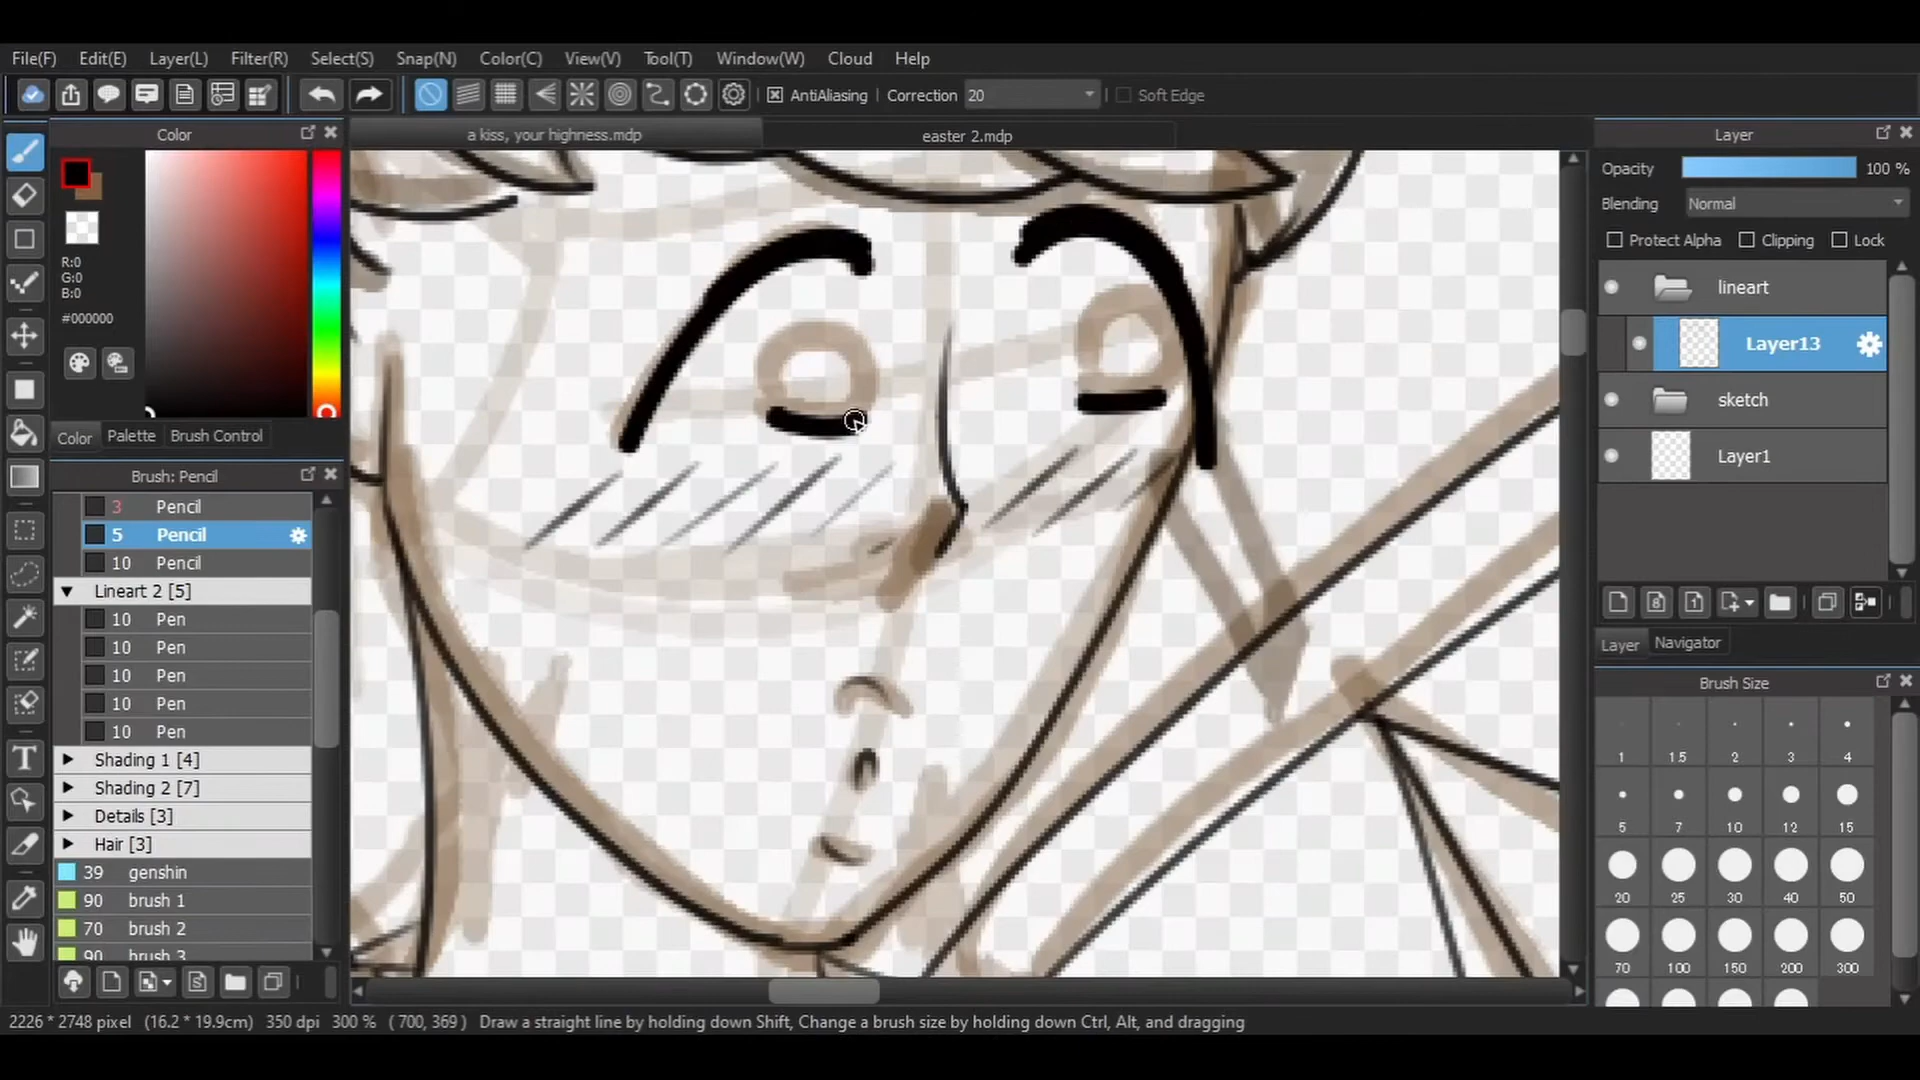 File(F) Edit(E) Layer(L) Filter(R) Select(S) Snap(N) Color(C) View(V) Tool(T) Window(W) Cloud Help
AntiAliasing Correction 20 Soft Edge
Color
a kiss, your highness.mdp
easter 2.mdp
Layer
R:0
G:0
B:0
#000000
Color Palette Brush Control
Brush: Pencil
3 Pencil
5 Pencil
10 Pencil
Lineart 2 [5]
10 Pen
10 Pen
10 Pen
10 Pen
10 Pen
Shading 1 [4]
Shading 2 [7]
Details [3]
Hair [3]
39 genshin
90 brush 1
70 brush 2
90 brush 3
Opacity 100 %
Blending Normal
Protect Alpha Clipping Lock
lineart
Layer13
sketch
Layer1
8 1
Layer Navigator
Brush Size
1 1.5 2 3 4
5 7 10 12 15
20 25 30 40 50
70 100 150 200 300
T
S
2226 * 2748 pixel (16.2 * 19.9cm) 350 dpi 300 % ( 700, 369 ) Draw a straight line by holding down Shift, Change a brush size by holding down Ctrl, Alt, and dragging